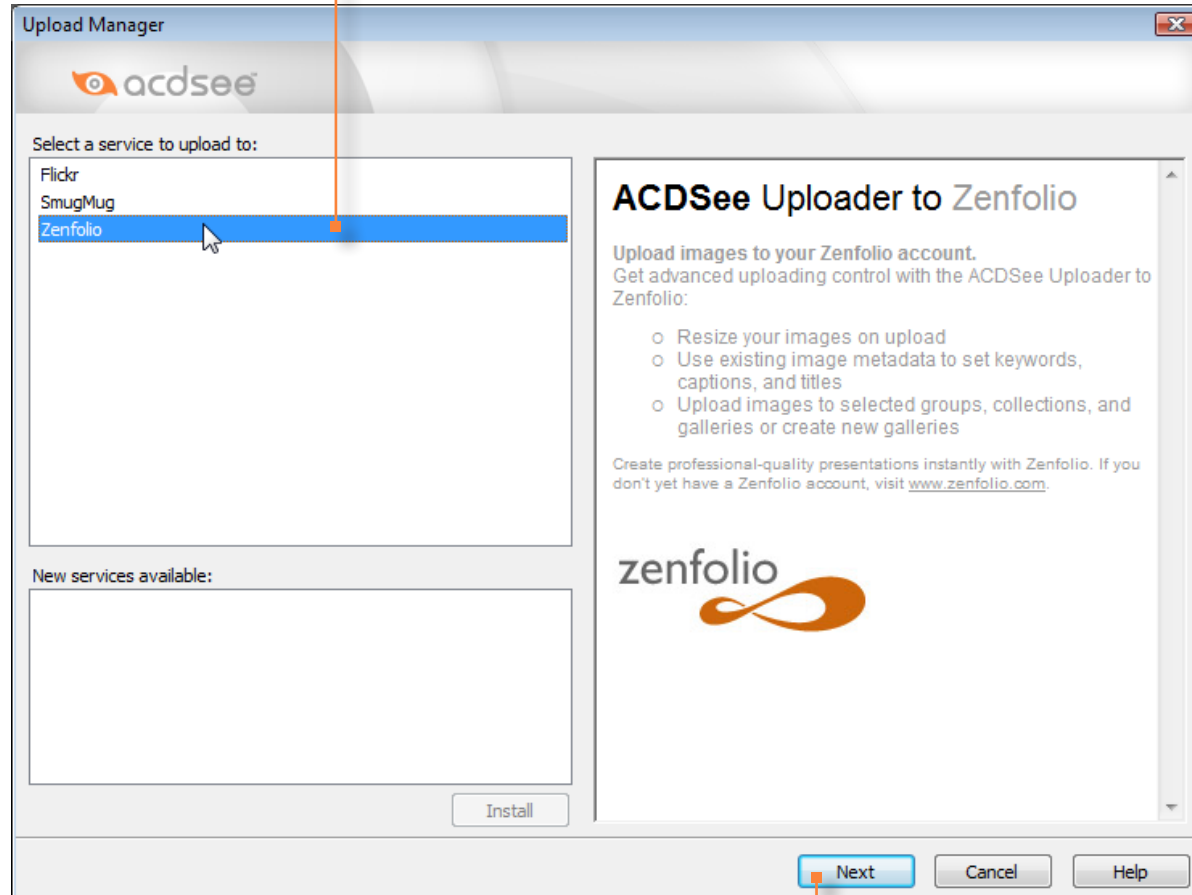 Upload Manager
acdsee
Select a service to upload to:
Flickr
SmugMug
Zenfolio
New services available:
Install
ACDSee Uploader to Zenfolio
Upload images to your Zenfolio account.
Get advanced uploading control with the ACDSee Uploader to
Zenfolio:
Resize your images on upload
Use existing image metadata to set keywords,
captions, and titles
Upload images to selected groups, collections, and
galleries or create new galleries
Create professional-quality presentations instantly with Zenfolio. If you
don't yet have a Zenfolio account, visit www.zenfolio.com.
zenfolio
Next
Cancel
Help